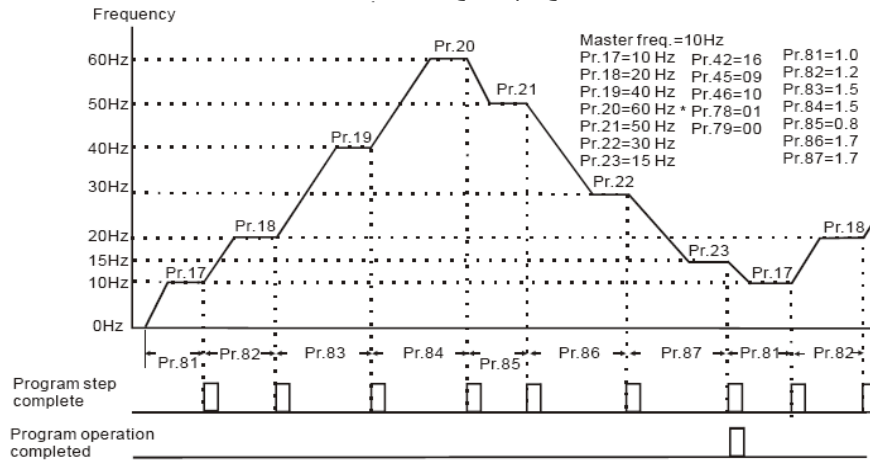 Frequency
60Hz
50Hz
40Hz
30Hz
20Hz
15Hz
10Hz
0Hz
Pr.17
Pr.18
Pr.19
Pr.20
Pr.21
Pr.22
Pr.23
Pr.17
Pr.18
Master freq.=10Hz
Pr.17=10 Hz Pr.42=16 Pr.81=1.0
Pr.18=20 Hz Pr.45=09 Pr.82=1.2
Pr.19=40 Hz Pr.46=10 Pr.83=1.5
Pr.20=60 Hz * Pr.78=01 Pr.84=1.5
Pr.21=50 Hz Pr.79=00 Pr.85=0.8
Pr.22=30 Hz Pr.86=1.7
Pr.23=15 Hz Pr.87=1.7
Pr.81 Pr.82 Pr.83 Pr.84 Pr.85 Pr.86 Pr.87 Pr.81 Pr.82
Program step
complete
Program operation
completed